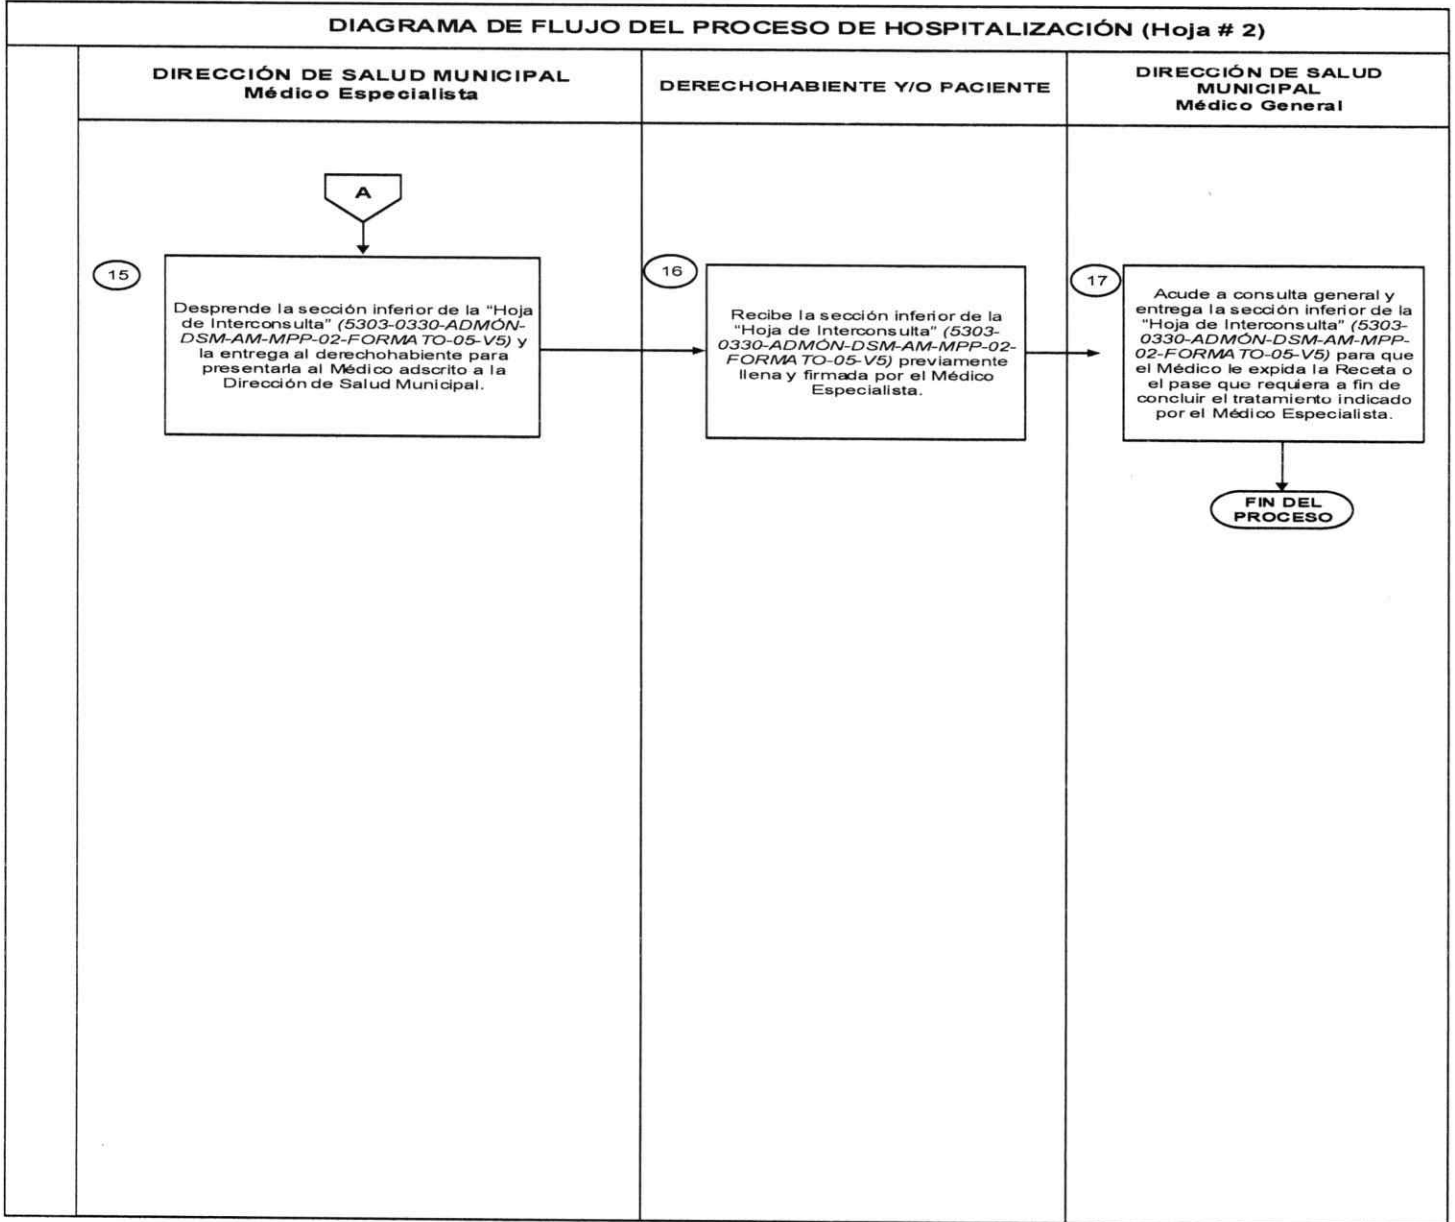 DIAGRAMA DE FLUJO DEL PROCESO DE HOSPITALIZACIÓN (Hoja # 2)
DIRECCIÓN DE SALUD MUNICIPAL
Médico Especialista
DERECHOHABIENTE Y/O PACIENTE
DIRECCIÓN DE SALUD
MUNICIPAL
Médico General
A
15
Desprende la sección inferior de la "Hoja
de Interconsulta" (5303-0330-ADMÓN-
DSM-AM-MPP-02-FORMATO-05-V5) y
la entrega al derechohabiente para
presentarla al Médico adscrito a la
Dirección de Salud Municipal.
16
Recibe la sección inferior de la
"Hoja de Interconsulta" (5303-
0330-ADMÓN-DSM-AM-MPP-02-
FORMATO-05-V5) previamente
llena y firmada por el Médico
Especialista.
17
Acude a consulta general y
entrega la sección inferior de la
"Hoja de Interconsulta" (5303-
0330-ADMÓN-DSM-AM-MPP-
02-FORMATO-05-V5) para que
el Médico le expida la Receta o
el pase que requiera a fin de
concluir el tratamiento indicado
por el Médico Especialista.
FIN DEL
PROCESO